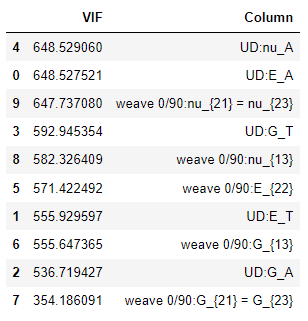 VIF Column
4 648.529060 UD:nu_A
0 648.527521 UD:E_A
9 647.737080 weave 0/90:nu_{21} = nu_{23}
3 592.945354 UD:G_T
8 582.326409 weave 0/90:nu_{13}
5 571.422492 weave 0/90:E_{22}
1 555.929597 UD:E_T
6 555.647365 weave 0/90:G_{13}
2 536.719427 UD:G_A
7 354.186091 weave 0/90:G_{21} = G_{23}